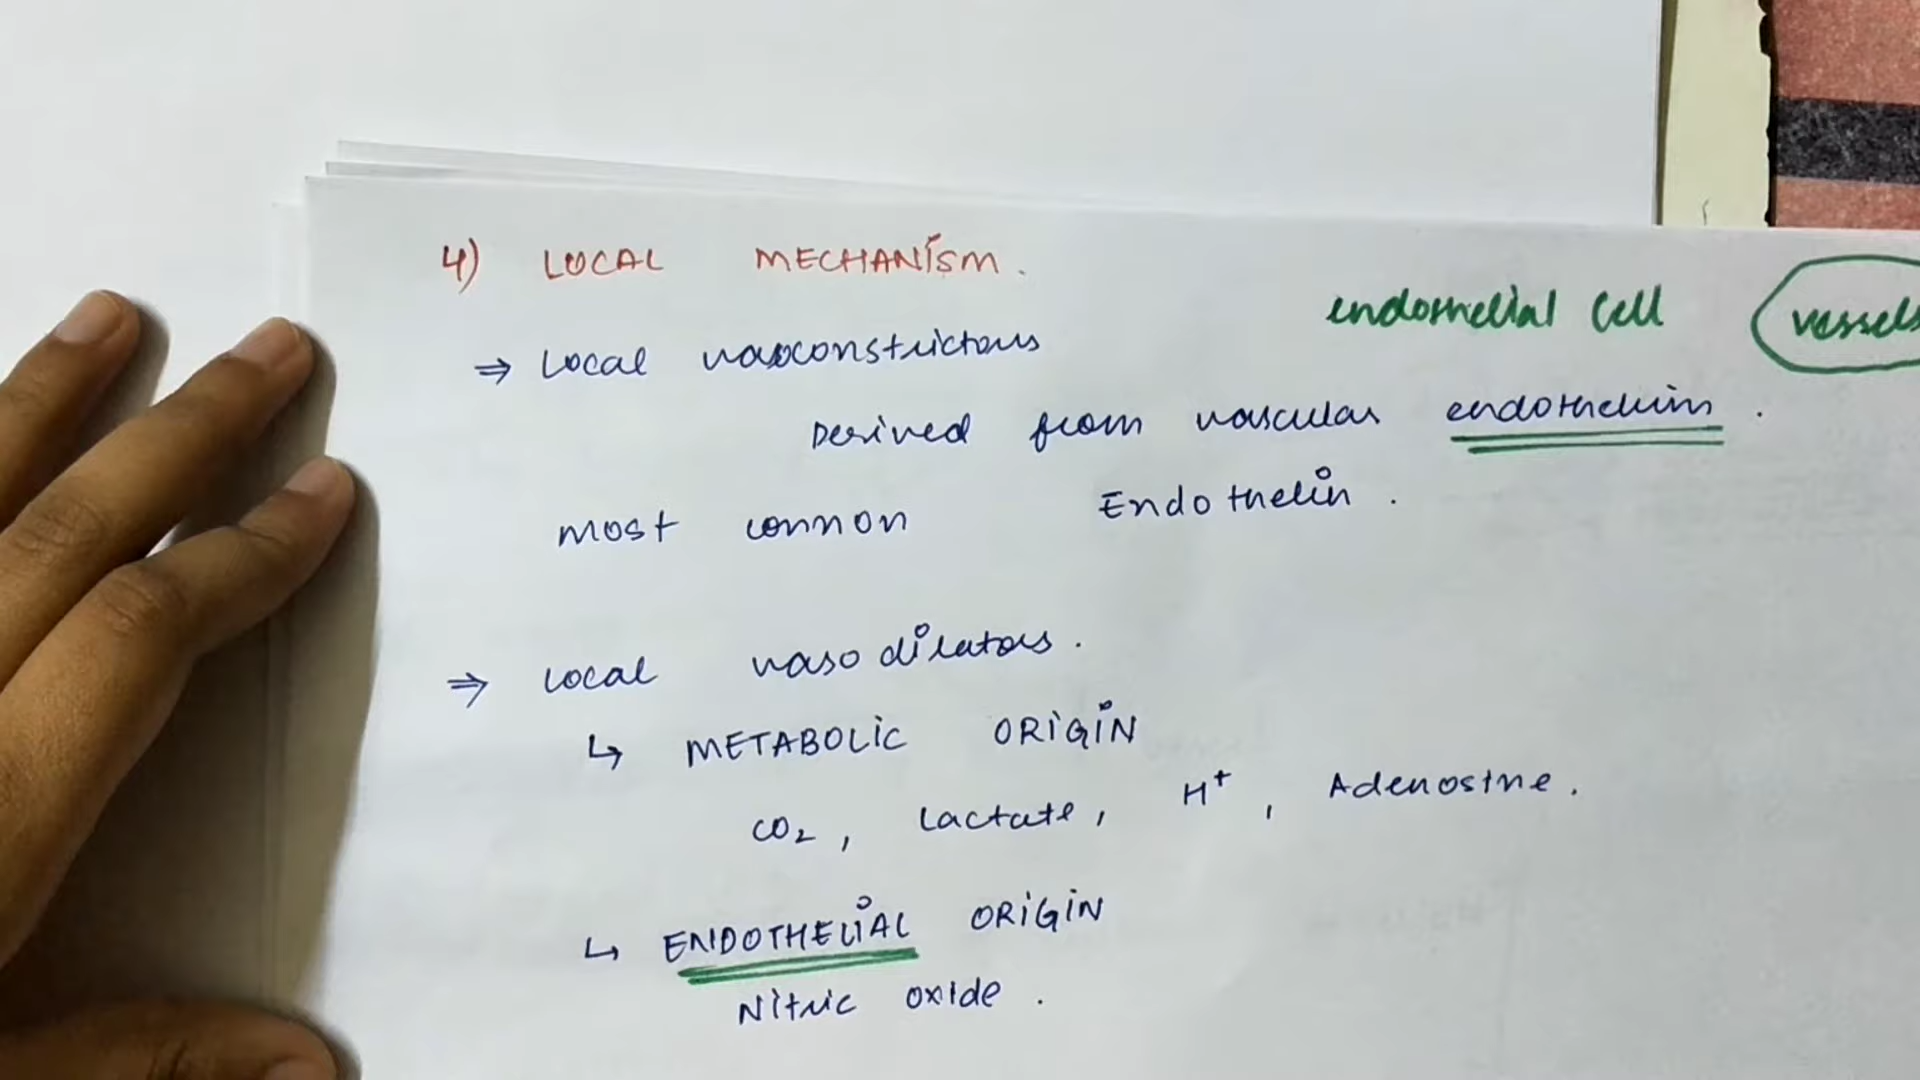 4) LOCAL MECHANISM.
endothelial cell vessels
⇒ Local vasoconstrictors
Derived from vascular endothelium.
most common Endothelin.
⇒ Local vasodilators.
↳ METABOLIC ORIGIN
CO₂, Lactate, H⁺, Adenosine.
↳ ENDOTHELIAL ORIGIN
Nitric oxide.